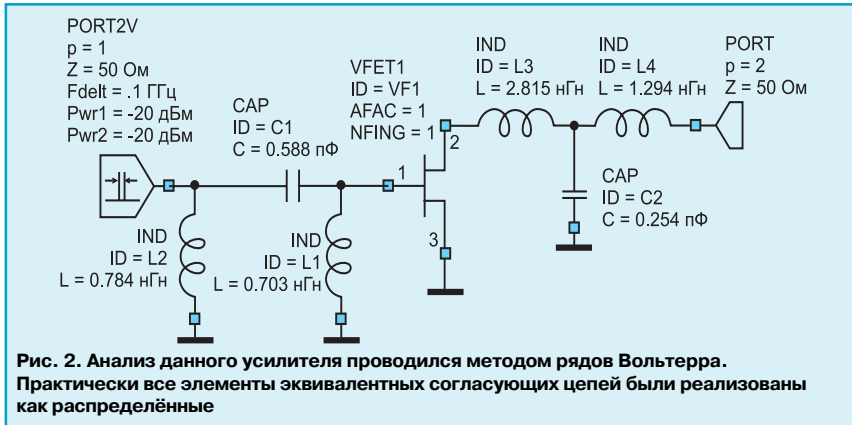 PORT2V
p = 1
Z = 50 Ом
Fdelt = .1 ГГц
Pwr1 = -20 дБм
Pwr2 = -20 дБм
CAP
ID = C1
C = 0.588 пФ
VFET1
ID = VF1
AFAC = 1
NFING = 1
IND
ID = L3
L = 2.815 нГн
IND
ID = L4
L = 1.294 нГн
PORT
p = 2
Z = 50 Ом
1
2
3
IND
ID = L2
L = 0.784 нГн
IND
ID = L1
L = 0.703 нГн
CAP
ID = C2
C = 0.254 пФ
Рис. 2. Анализ данного усилителя проводился методом рядов Вольтерра.
Практически все элементы эквивалентных согласующих цепей были реализованы
как распределённые